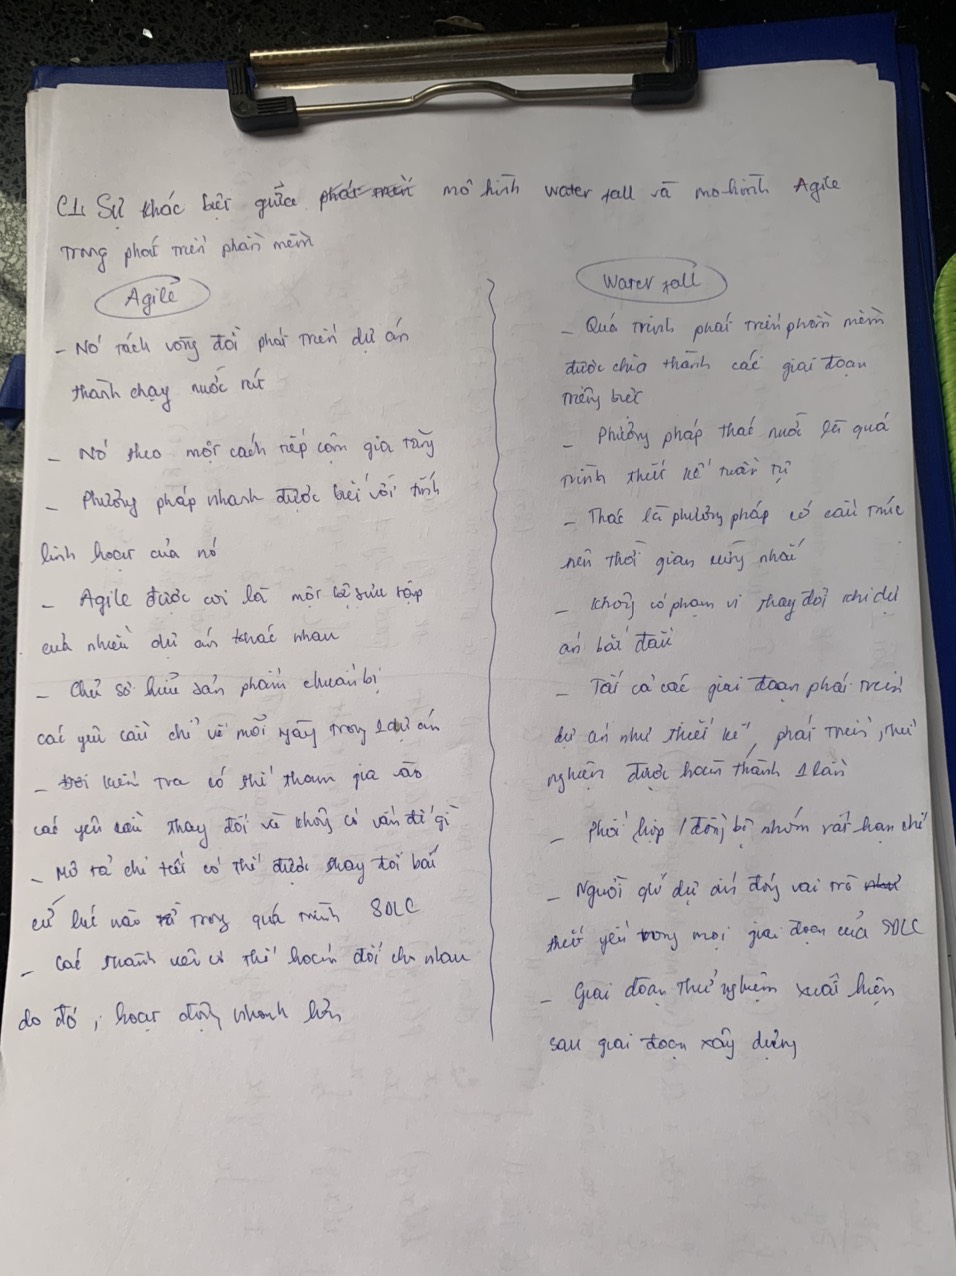 C1. Sự khác biệt giữa phát triển mô hình water fall và mô hình Agile
trong phát triển phần mềm
Agile
- Nó tách vòng đời phát triển dự án
thành chạy nước rút
- Nó theo một cách tiếp cận gia tăng
- Phương pháp nhanh được biết với tính
linh hoạt của nó
- Agile được coi là một bộ sưu tập
của nhiều dự án khác nhau
- Chủ sở hữu sản phẩm chuẩn bị
các yêu cầu chỉ về mỗi ngày trong 1 dự án
- Đội kiểm tra có thể tham gia vào
các yêu cầu thay đổi và không có vấn đề gì
- Mô tả chi tiết có thể được thay đổi bất
cứ lúc nào trong quá trình SDLC
- Các thành viên có thể hoán đổi cho nhau
do đó, hoạt động nhanh hơn
Water fall
- Quá trình phát triển phần mềm
được chia thành các giai đoạn
riêng biệt
- Phương pháp thác nước là quá
trình thiết kế tuần tự
- Thác là phương pháp có cấu trúc
nên thời gian cứng nhắc
- Không có phạm vi thay đổi khi dự
án bắt đầu
- Tất cả các giai đoạn phát triển
dự án như thiết kế, phát triển, thử
nghiệm được hoàn thành 1 lần
- Phối hợp / đồng bộ nhóm rất hạn chế
- Người dự án đóng vai trò như
thiết yếu trong mọi giai đoạn của SDLC
- Giai đoạn thử nghiệm xuất hiện
sau giai đoạn xây dựng